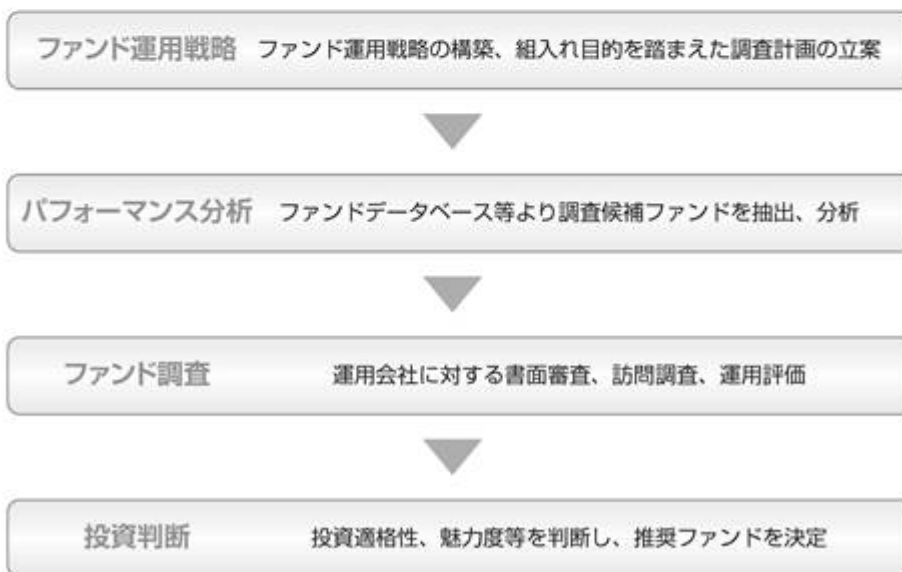 ファンド運用戦略 ファンド運用戦略の構築、組入れ目的を踏まえた調査計画の立案
パフォーマンス分析 ファンドデータベース等より調査候補ファンドを抽出、分析
ファンド調査 運用会社に対する書面審査、訪問調査、運用評価
投資判断 投資適格性、魅力度等を判断し、推奨ファンドを決定